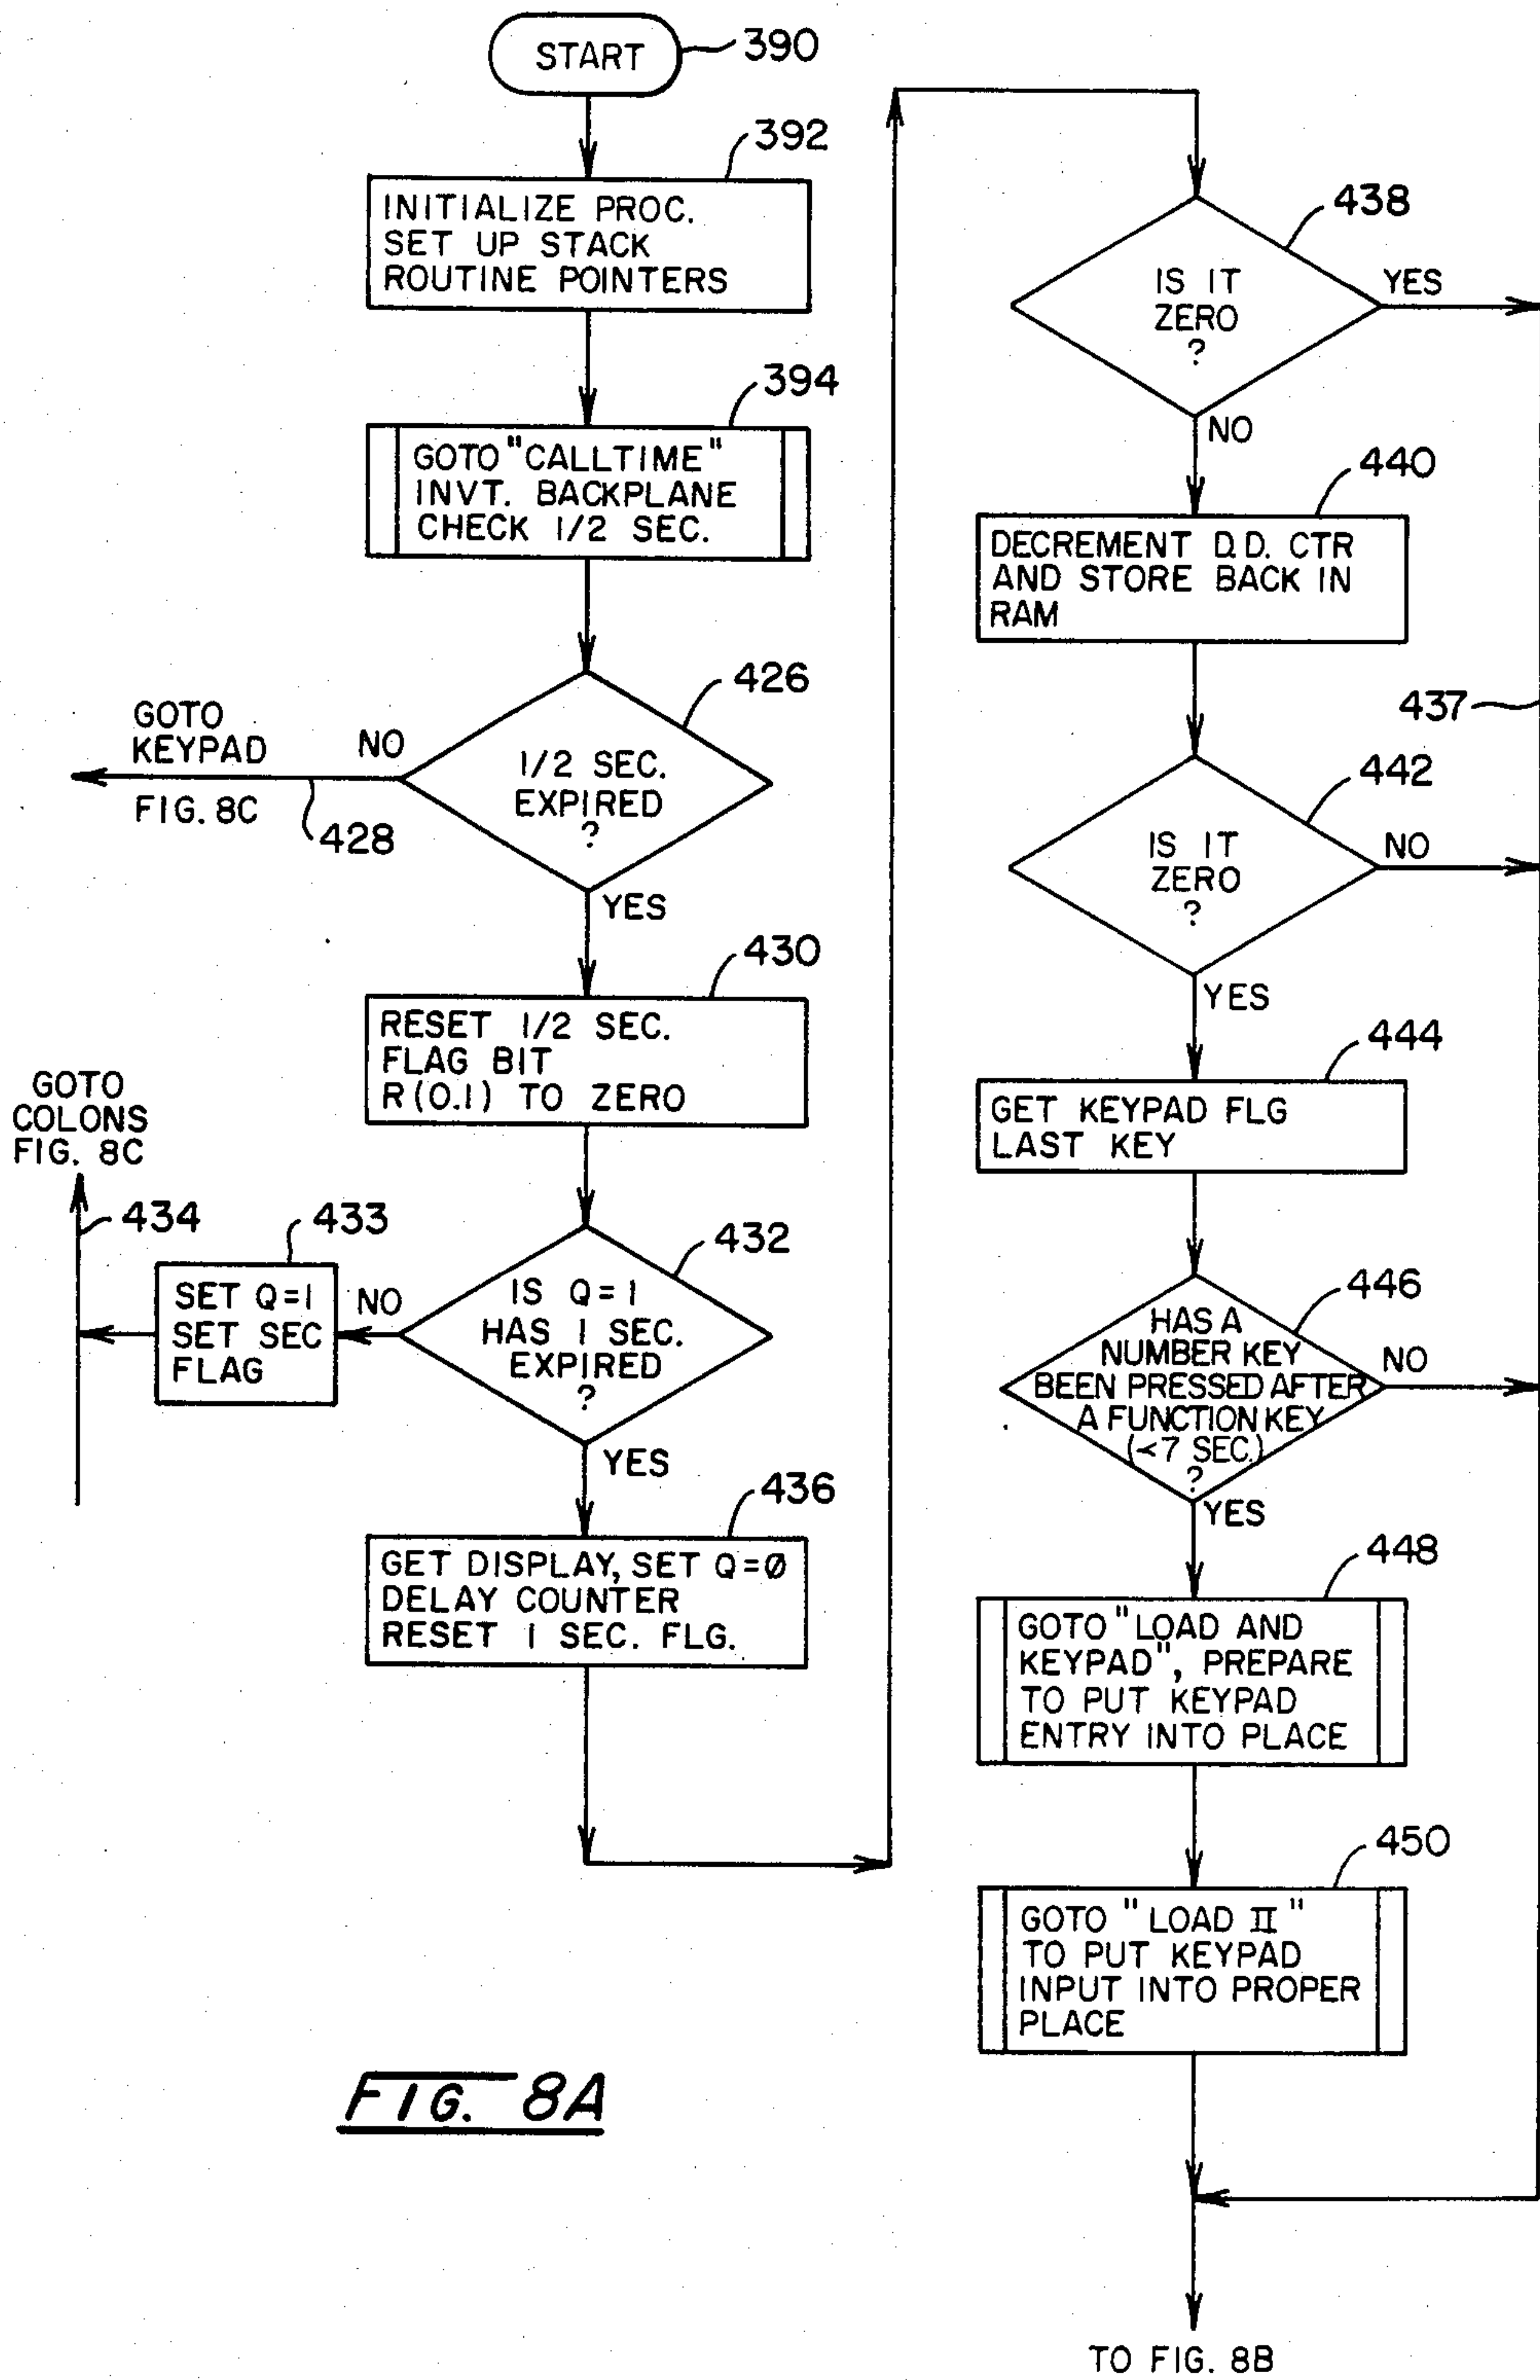 START
390
392
INITIALIZE PROC.
SET UP STACK
ROUTINE POINTERS
394
GOTO "CALLTIME"
INVT. BACKPLANE
CHECK 1/2 SEC.
426
1/2 SEC.
EXPIRED
?
NO
GOTO
KEYPAD
FIG. 8C
428
YES
430
RESET 1/2 SEC.
FLAG BIT
R(0.1) TO ZERO
432
IS Q=1
HAS 1 SEC.
EXPIRED
?
NO
433
SET Q=1
SET SEC
FLAG
434
GOTO
COLONS
FIG. 8C
YES
436
GET DISPLAY, SET Q=Ø
DELAY COUNTER
RESET 1 SEC. FLG.
438
IS IT
ZERO
?
YES
NO
440
DECREMENT D.D. CTR
AND STORE BACK IN
RAM
437
442
IS IT
ZERO
?
NO
YES
444
GET KEYPAD FLG
LAST KEY
446
HAS A
NUMBER KEY
BEEN PRESSED AFTER
A FUNCTION KEY
(<7 SEC.)
?
NO
YES
448
GOTO "LOAD AND
KEYPAD", PREPARE
TO PUT KEYPAD
ENTRY INTO PLACE
450
GOTO "LOAD II"
TO PUT KEYPAD
INPUT INTO PROPER
PLACE
TO FIG. 8B
FIG. 8A